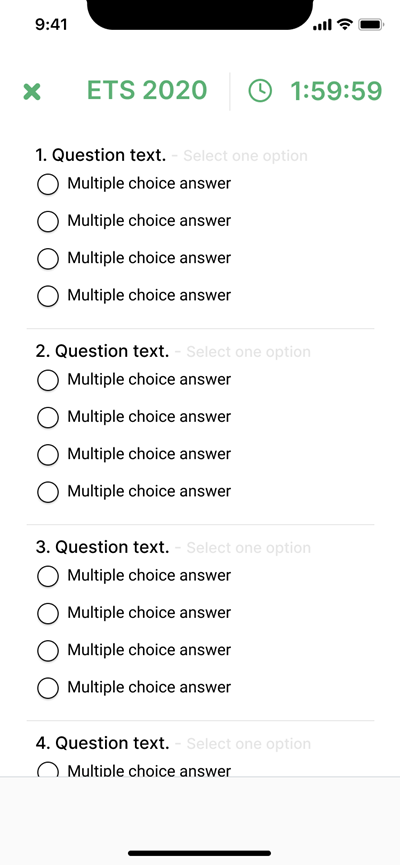 9:41
ETS 2020 1:59:59
1. Question text. - Select one option
Multiple choice answer
Multiple choice answer
Multiple choice answer
Multiple choice answer
2. Question text. - Select one option
Multiple choice answer
Multiple choice answer
Multiple choice answer
Multiple choice answer
3. Question text. - Select one option
Multiple choice answer
Multiple choice answer
Multiple choice answer
Multiple choice answer
4. Question text. - Select one option
Multiple choice answer